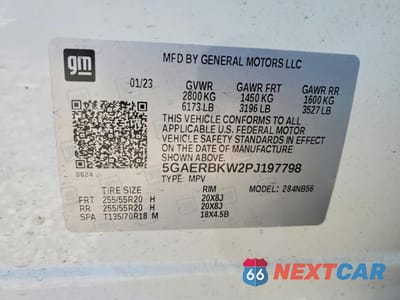 gm
MFD BY GENERAL MOTORS LLC
01/23 GVWR GAWR FRT GAWR RR
2800 KG 1450 KG 1600 KG
6173 LB 3196 LB 3527 LB
THIS VEHICLE CONFORMS TO ALL
APPLICABLE U.S. FEDERAL MOTOR
VEHICLE SAFETY STANDARDS IN EFFECT
ON THE DATE OF MANUFACTURE
SHOWN ABOVE.
8624 5GAERBKW2PJ197798
TYPE: MPV
TIRE SIZE RIM MODEL: 284NB56
FRT 255/55R20 H 20X8J
RR 255/55R20 H 20X8J
SPA T135/70R18 M 18X4.5B
66 NEXTCAR